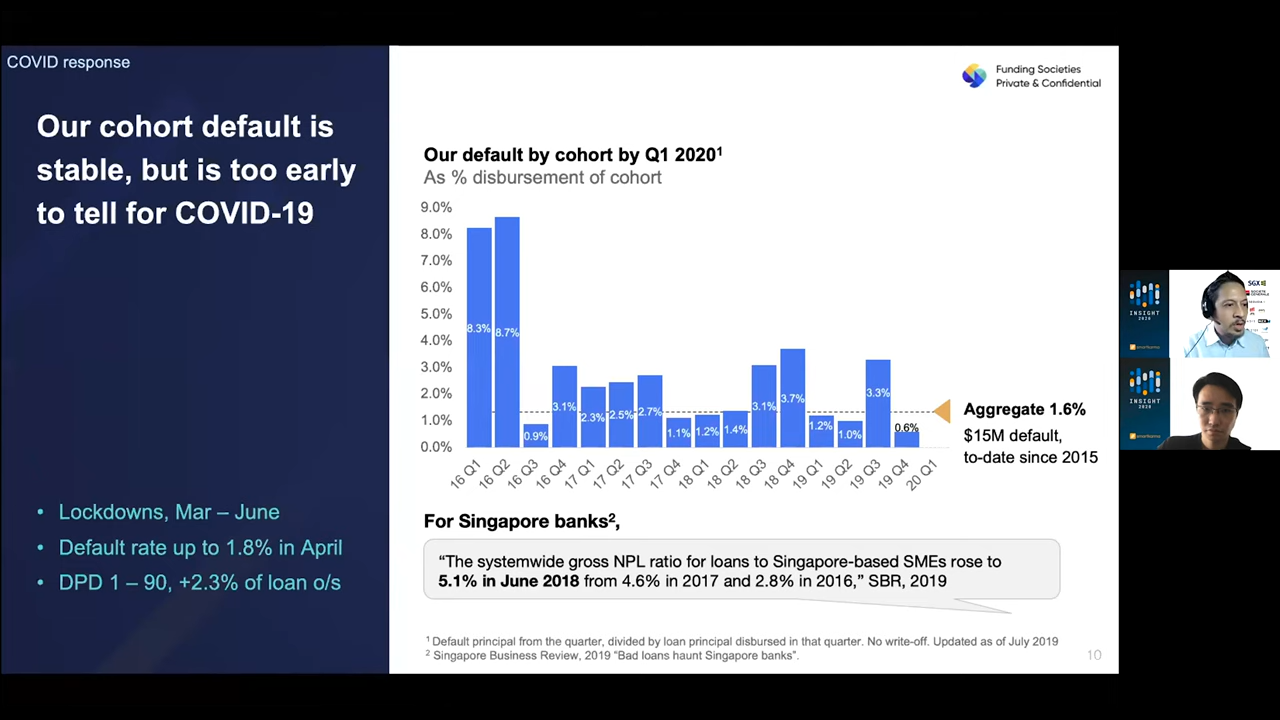 COVID response
Our cohort default is
stable, but is too early
to tell for COVID-19
• Lockdowns, Mar – June
• Default rate up to 1.8% in April
• DPD 1 – 90, +2.3% of loan o/s
Funding Societies
Private & Confidential
Our default by cohort by Q1 2020¹
As % disbursement of cohort
9.0%
8.0%
7.0%
6.0%
5.0%
4.0%
3.0%
2.0%
1.0%
0.0%
8.3%
8.7%
0.9%
3.1%
2.3%
2.5%
2.7%
1.1%
1.2%
1.4%
3.1%
3.7%
1.2%
1.0%
3.3%
0.6%
16 Q1
16 Q2
16 Q3
16 Q4
17 Q1
17 Q2
17 Q3
17 Q4
18 Q1
18 Q2
18 Q3
18 Q4
19 Q1
19 Q2
19 Q3
19 Q4
20 Q1
Aggregate 1.6%
$15M default,
to-date since 2015
For Singapore banks²,
“The systemwide gross NPL ratio for loans to Singapore-based SMEs rose to
5.1% in June 2018 from 4.6% in 2017 and 2.8% in 2016,” SBR, 2019
¹ Default principal from the quarter, divided by loan principal disbursed in that quarter. No write-off. Updated as of July 2019
² Singapore Business Review, 2019 “Bad loans haunt Singapore banks”.
10
INSIGHT
2020
smartkarma
SGX
INSIGHT
2020
smartkarma